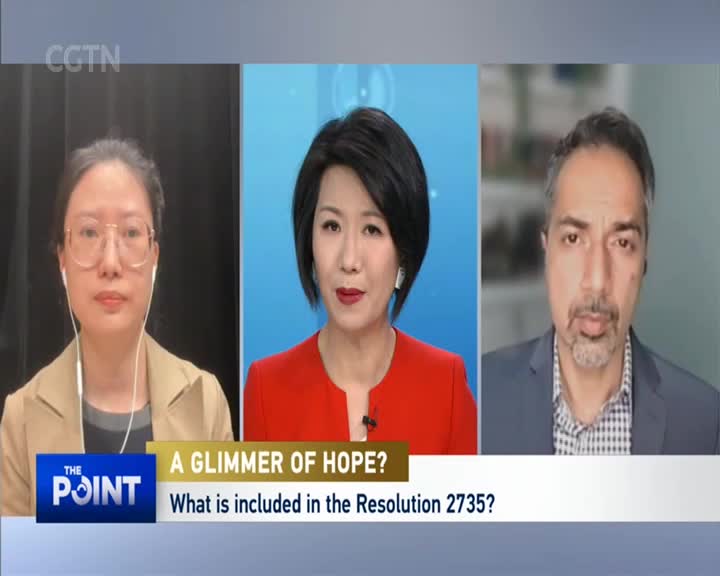 CGTN
A GLIMMER OF HOPE?
THE
POINT
What is included in the Resolution 2735?